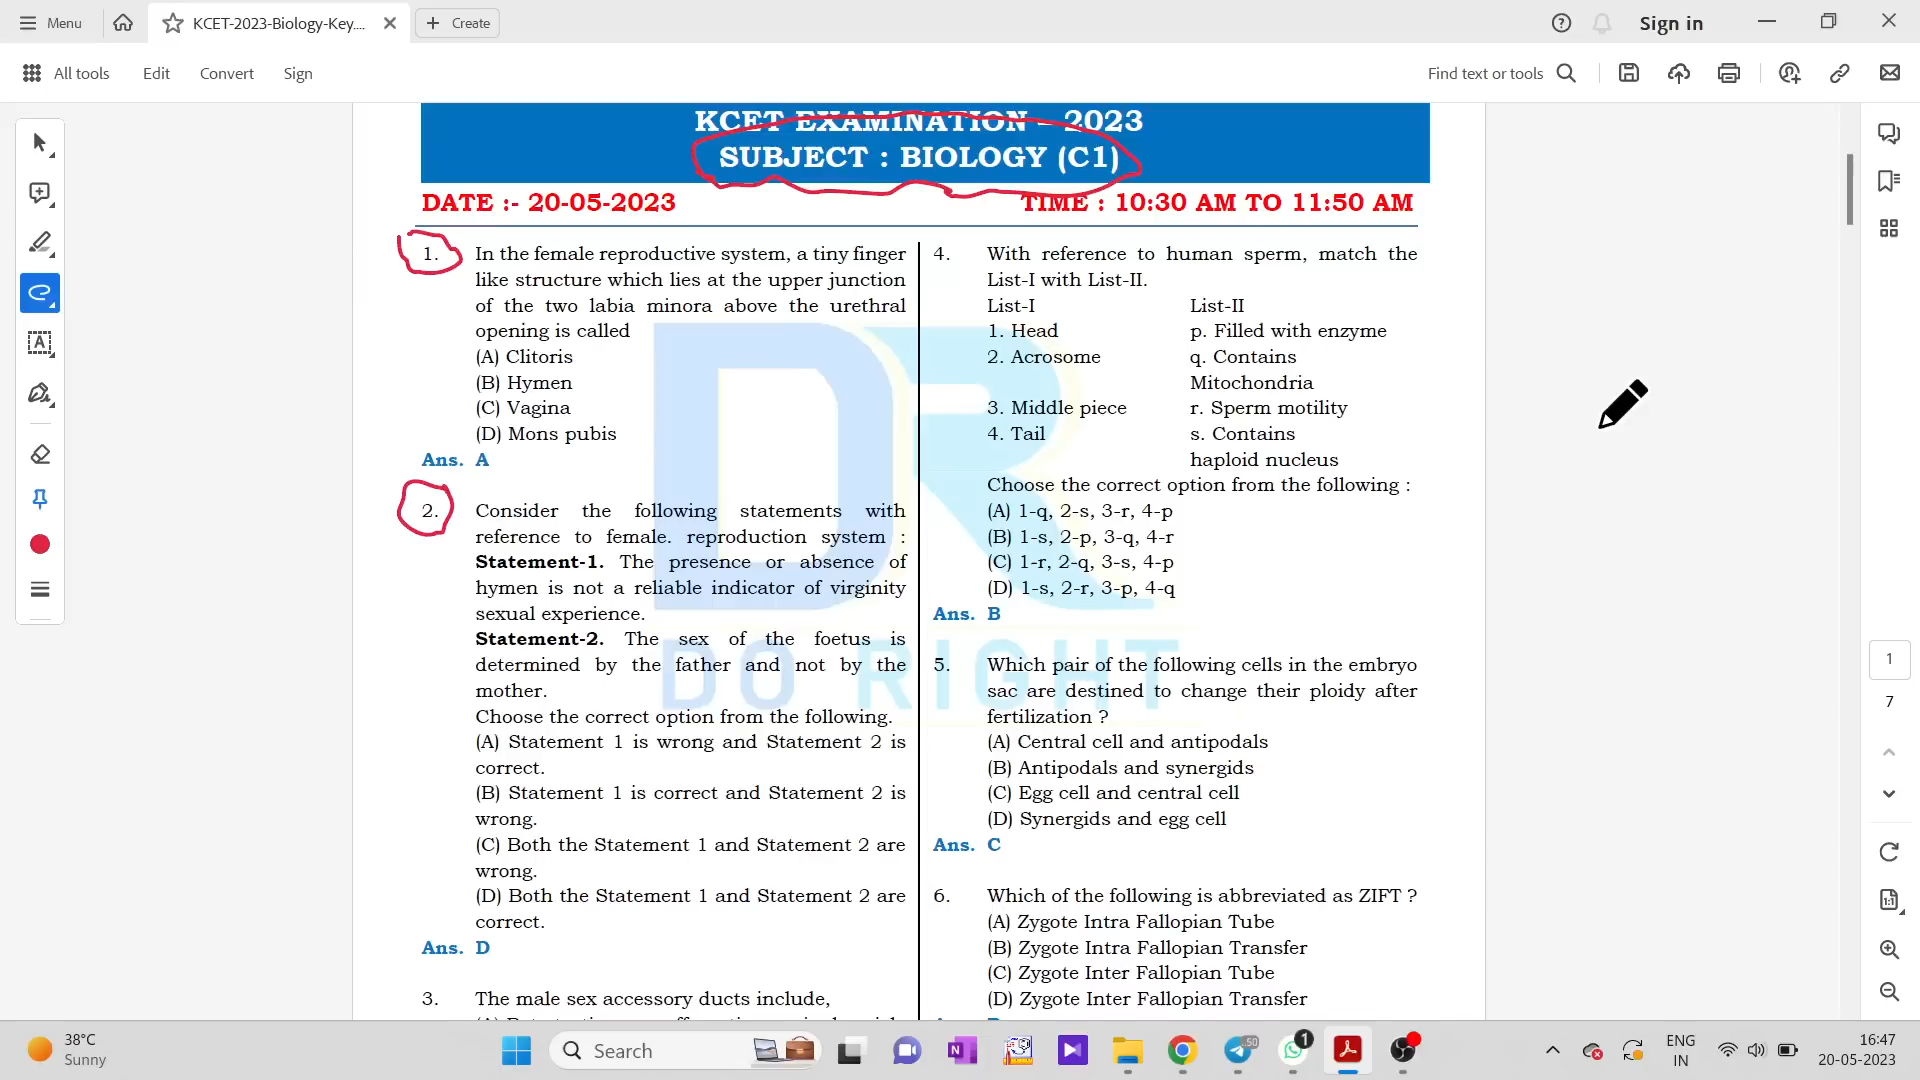 Menu
KCET-2023-Biology-Key....
Create
Sign in
All tools
Edit
Convert
Sign
Find text or tools
KCET EXAMINATION – 2023
SUBJECT : BIOLOGY (C1)
DATE :- 20-05-2023
TIME : 10:30 AM TO 11:50 AM
1. In the female reproductive system, a tiny finger
like structure which lies at the upper junction
of the two labia minora above the urethral
opening is called
(A) Clitoris
(B) Hymen
(C) Vagina
(D) Mons pubis
Ans. A
2. Consider the following statements with
reference to female. reproduction system :
Statement-1. The presence or absence of
hymen is not a reliable indicator of virginity
sexual experience.
Statement-2. The sex of the foetus is
determined by the father and not by the
mother.
Choose the correct option from the following.
(A) Statement 1 is wrong and Statement 2 is
correct.
(B) Statement 1 is correct and Statement 2 is
wrong.
(C) Both the Statement 1 and Statement 2 are
wrong.
(D) Both the Statement 1 and Statement 2 are
correct.
Ans. D
3. The male sex accessory ducts include,
4. With reference to human sperm, match the
List-I with List-II.
List-I List-II
1. Head p. Filled with enzyme
2. Acrosome q. Contains
Mitochondria
3. Middle piece r. Sperm motility
4. Tail s. Contains
haploid nucleus
Choose the correct option from the following :
(A) 1-q, 2-s, 3-r, 4-p
(B) 1-s, 2-p, 3-q, 4-r
(C) 1-r, 2-q, 3-s, 4-p
(D) 1-s, 2-r, 3-p, 4-q
Ans. B
5. Which pair of the following cells in the embryo
sac are destined to change their ploidy after
fertilization ?
(A) Central cell and antipodals
(B) Antipodals and synergids
(C) Egg cell and central cell
(D) Synergids and egg cell
Ans. C
6. Which of the following is abbreviated as ZIFT ?
(A) Zygote Intra Fallopian Tube
(B) Zygote Intra Fallopian Transfer
(C) Zygote Inter Fallopian Tube
(D) Zygote Inter Fallopian Transfer
DR
DO RIGHT
1
7
38°C
Sunny
Search
50
1
ENG
IN
16:47
20-05-2023